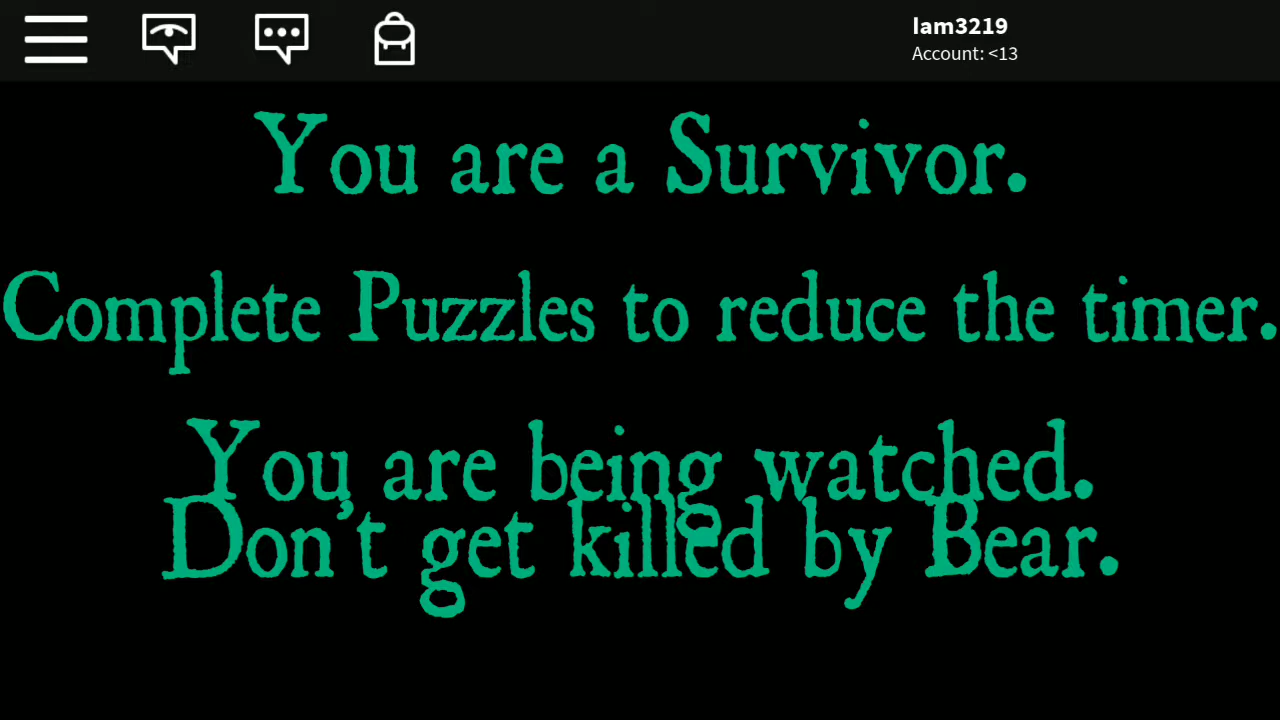 lam3219
Account: <13
You are a Survivor.
Complete Puzzles to reduce the timer.
You are being watched.
Don't get killed by Bear.